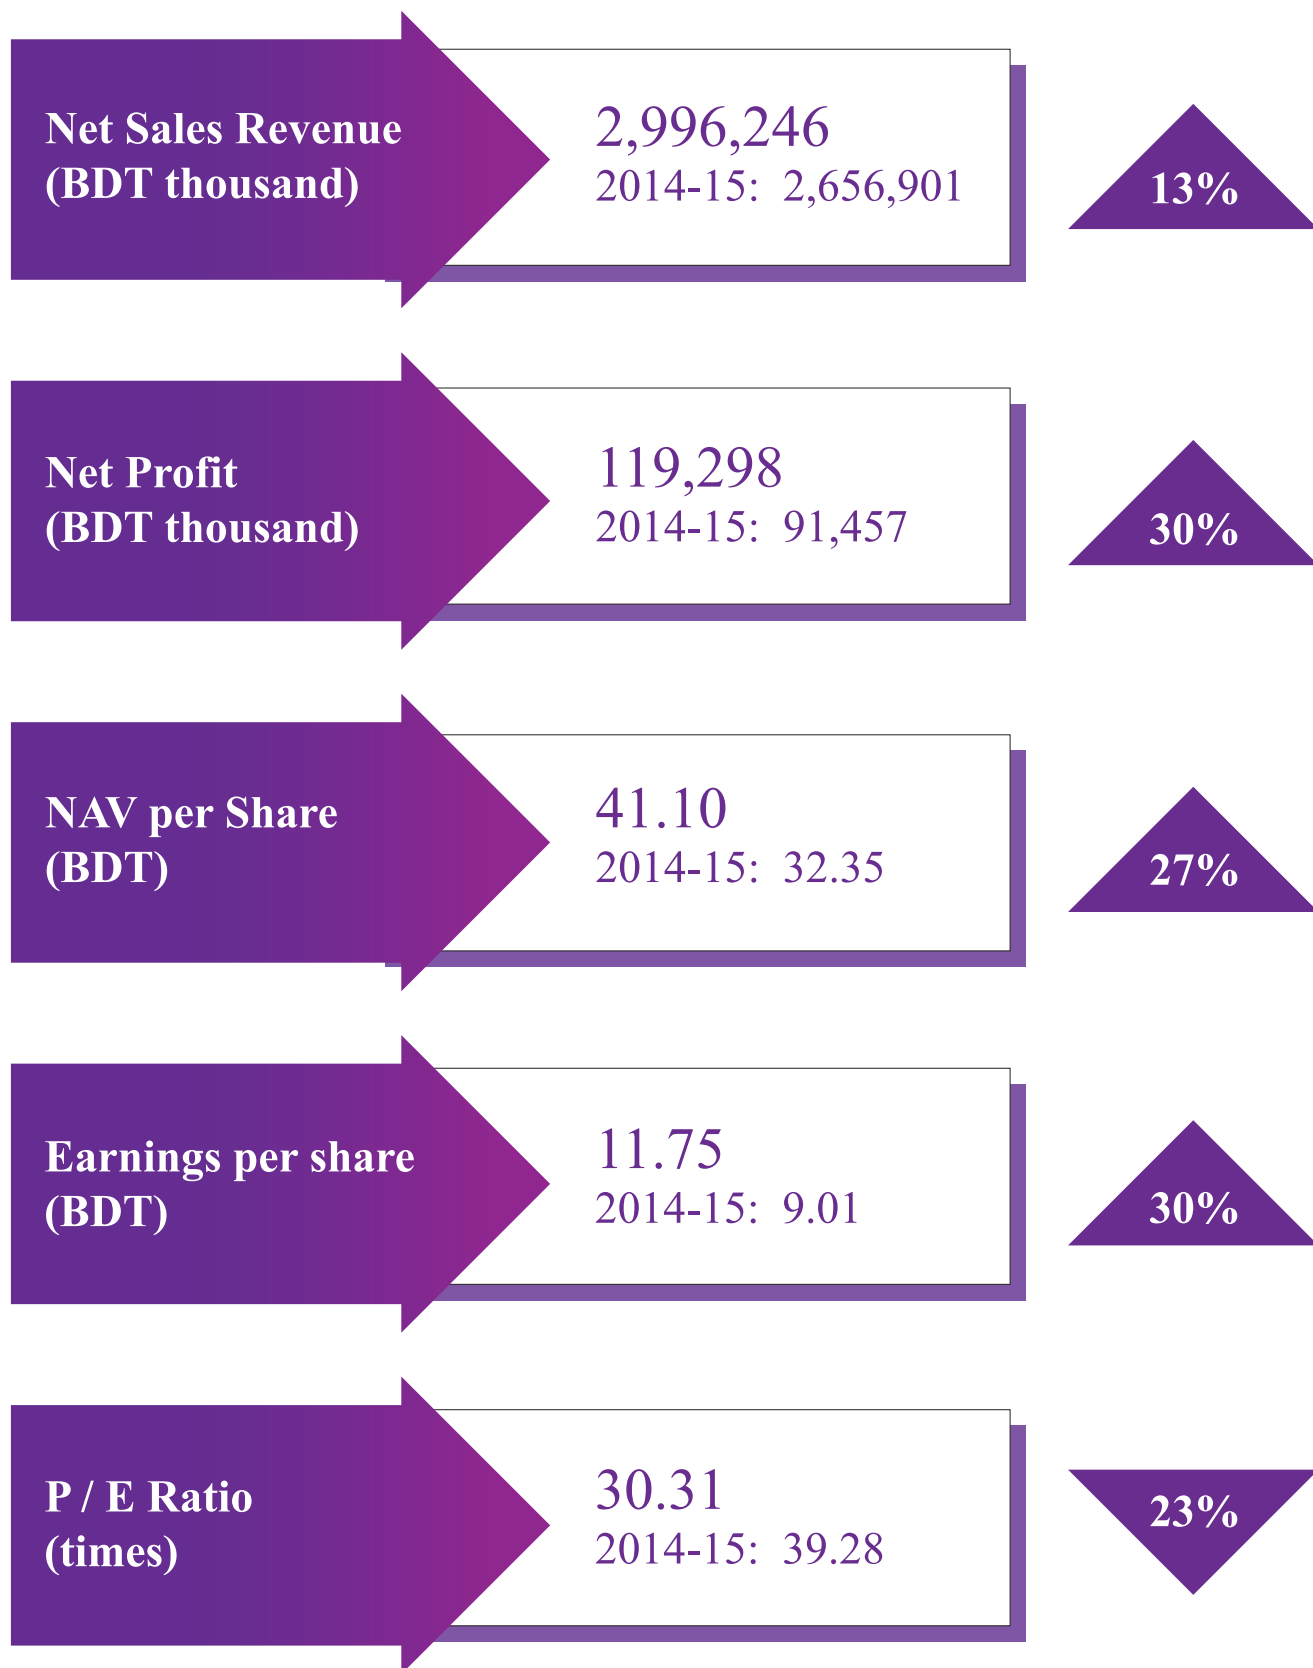 Net Sales Revenue
(BDT thousand)
2,996,246
2014-15: 2,656,901
13%
Net Profit
(BDT thousand)
119,298
2014-15: 91,457
30%
NAV per Share
(BDT)
41.10
2014-15: 32.35
27%
Earnings per share
(BDT)
11.75
2014-15: 9.01
30%
P / E Ratio
(times)
30.31
2014-15: 39.28
23%